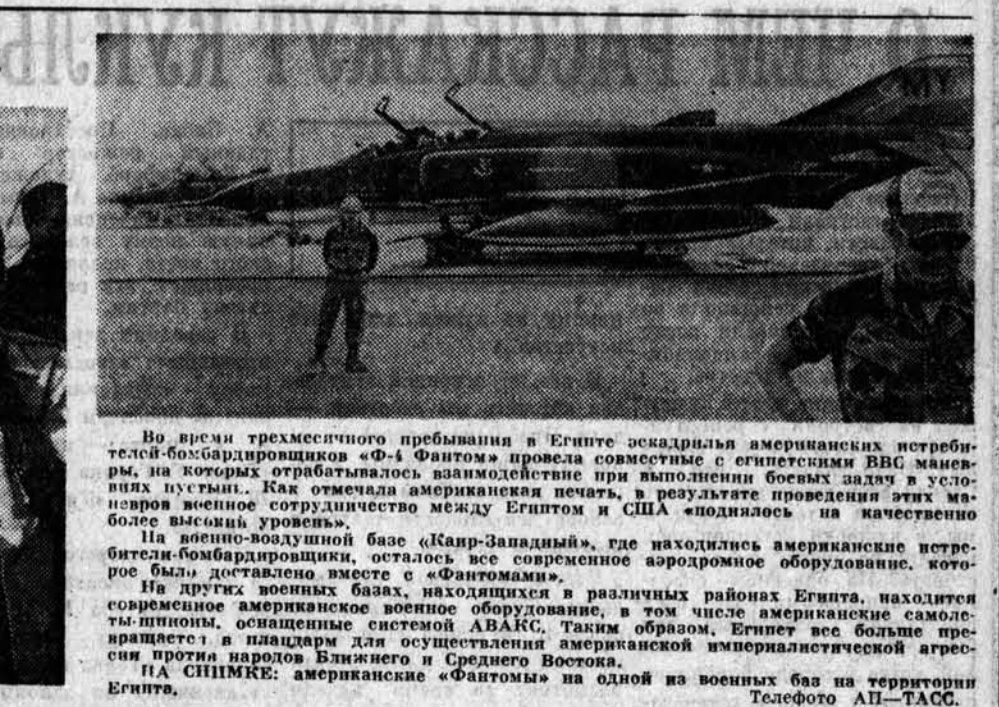 О ЧЕМ РАССКАЖУТ КУКЛЫ
MY
Во время трехмесячного пребывания в Египте эскадрилья американских истреби-
телей-бомбардировщиков «Ф-4 Фантом» провела совместные с египетскими ВВС манев-
ры, на которых отрабатывалось взаимодействие при выполнении боевых задач в усло-
виях пустыни. Как отмечала американская печать, в результате проведения этих ма-
невров военное сотрудничество между Египтом и США «поднялось на качественно
более высокий уровень».
На военно-воздушной базе «Каир-Западный», где находились американские истре-
бители-бомбардировщики, осталось все современное аэродромное оборудование, кото-
рое было доставлено вместе с «Фантомами».
На других военных базах, находящихся в различных районах Египта, находится
современное американское военное оборудование, в том числе американские самоле-
ты-шпионы, оснащенные системой АВАКС. Таким образом, Египет все больше пре-
вращается в плацдарм для осуществления американской империалистической агрес-
сии против народов Ближнего и Среднего Востока.
НА СНИМКЕ: американские «Фантомы» на одной из военных баз на территории
Египта.
Телефото АП—ТАСС.